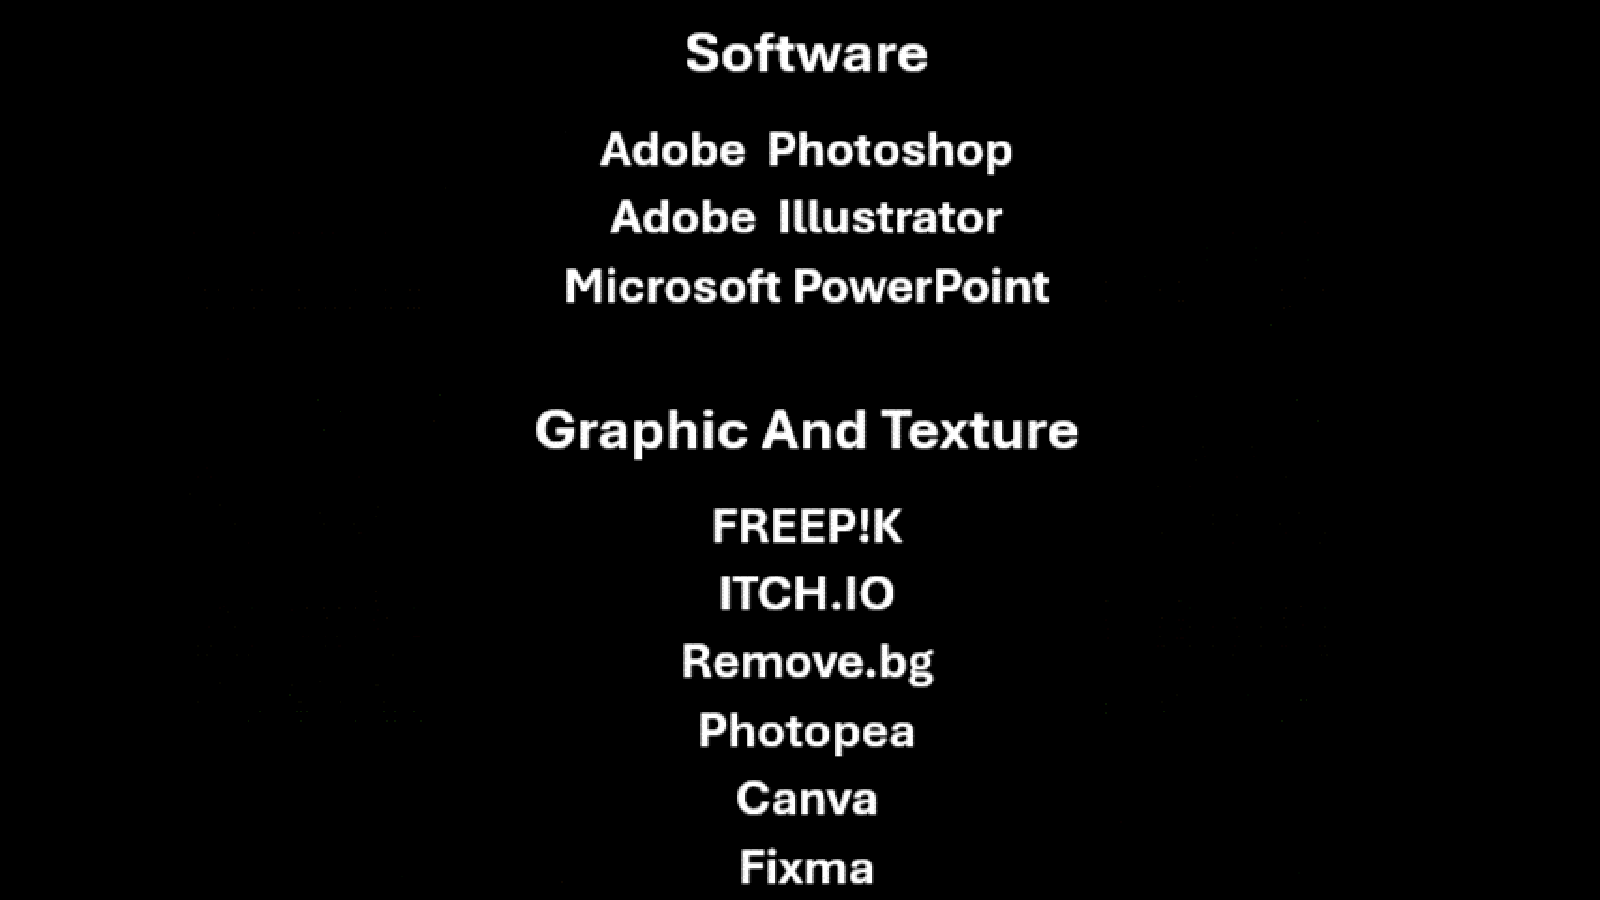 Software
Adobe Photoshop
Adobe Illustrator
Microsoft PowerPoint
Graphic And Texture
FREEP!K
ITCH.IO
Remove.bg
Photopea
Canva
Fixma